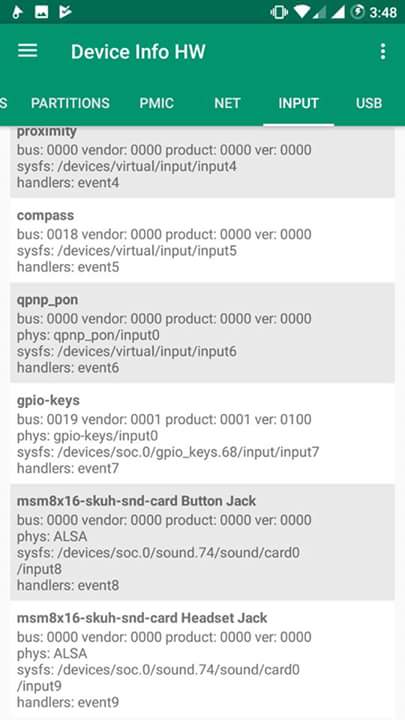 3:48
Device Info HW
S PARTITIONS PMIC NET INPUT USB
proximity
bus: 0000 vendor: 0000 product: 0000 ver: 0000
sysfs: /devices/virtual/input/input4
handlers: event4
compass
bus: 0018 vendor: 0000 product: 0000 ver: 0000
sysfs: /devices/virtual/input/input5
handlers: event5
qpnp_pon
bus: 0000 vendor: 0000 product: 0000 ver: 0000
phys: qpnp_pon/input0
sysfs: /devices/virtual/input/input6
handlers: event6
gpio-keys
bus: 0019 vendor: 0001 product: 0001 ver: 0100
phys: gpio-keys/input0
sysfs: /devices/soc.0/gpio_keys.68/input/input7
handlers: event7
msm8x16-skuh-snd-card Button Jack
bus: 0000 vendor: 0000 product: 0000 ver: 0000
phys: ALSA
sysfs: /devices/soc.0/sound.74/sound/card0
/input8
handlers: event8
msm8x16-skuh-snd-card Headset Jack
bus: 0000 vendor: 0000 product: 0000 ver: 0000
phys: ALSA
sysfs: /devices/soc.0/sound.74/sound/card0
/input9
handlers: event9